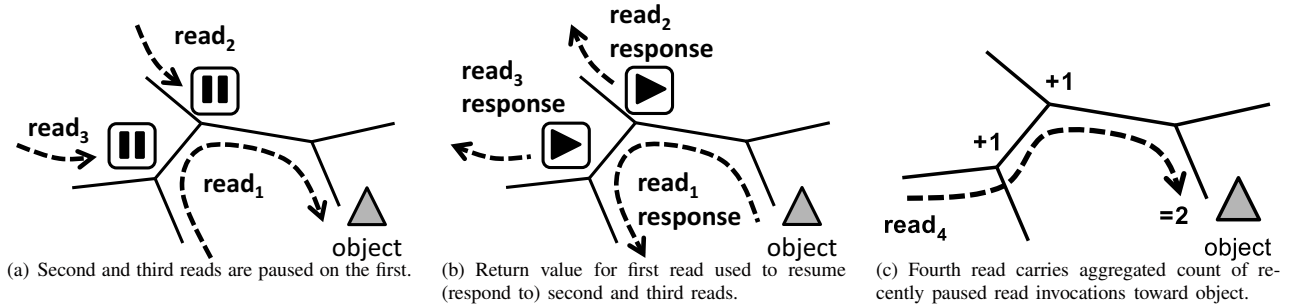 read2
read3
read1
object
(a) Second and third reads are paused on the first.
read2
response
read3
response
read1
response
object
(b) Return value for first read used to resume
(respond to) second and third reads.
+1
+1
read4
=2
object
(c) Fourth read carries aggregated count of re-
cently paused read invocations toward object.